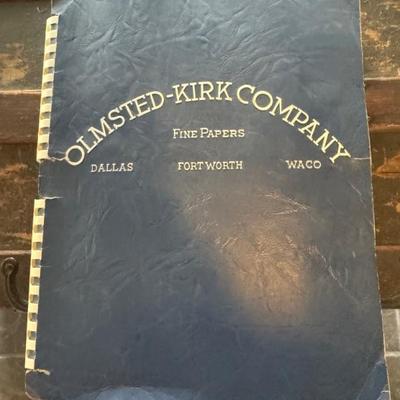 OLMSTED-KIRK COMPANY
FINE PAPERS
DALLAS FORT WORTH WACO